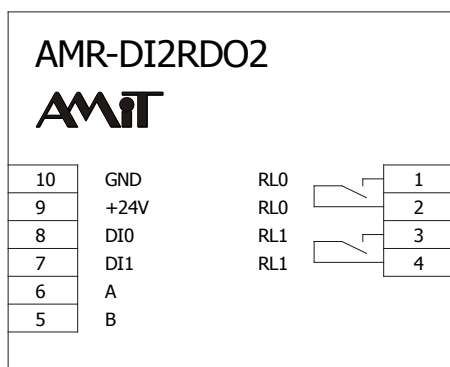 AMR-DI2RDO2
AMiT
10 GND RL0 1
9 +24V RL0 2
8 DI0 RL1 3
7 DI1 RL1 4
6 A
5 B